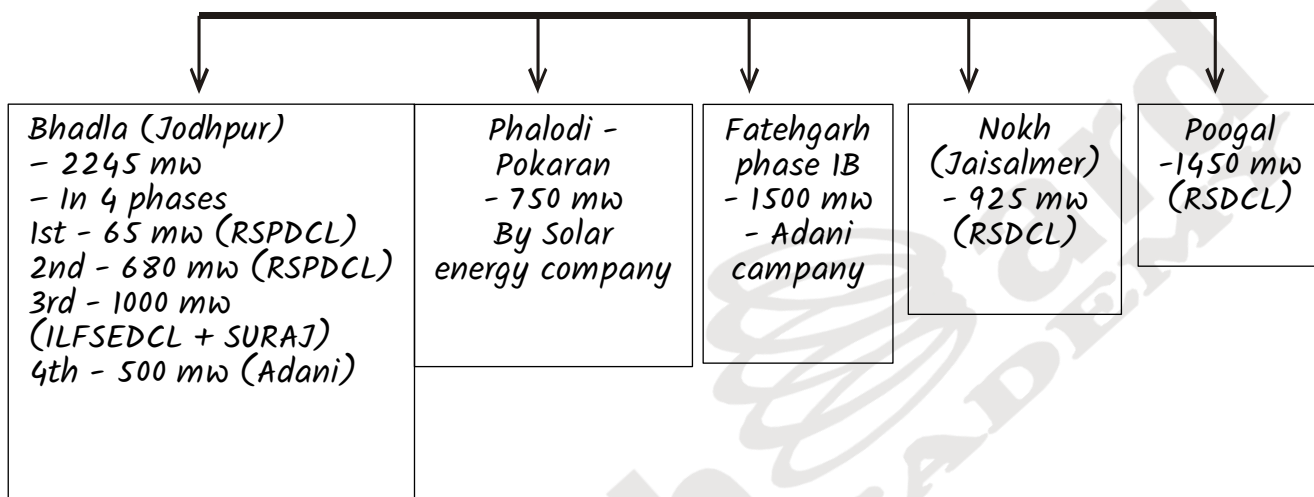 Bhadla (Jodhpur)
- 2245 mw
- In 4 phases
1st - 65 mw (RSPDCL)
2nd - 680 mw (RSPDCL)
3rd - 1000 mw
(ILFSEDCL + SURAJ)
4th - 500 mw (Adani)
Phalodi -
Pokaran
- 750 mw
By Solar
energy company
Fatehgarh
phase 1B
- 1500 mw
- Adani
campany
Nokh
(Jaisalmer)
- 925 mw
(RSDCL)
Poogal
-1450 mw
(RSDCL)